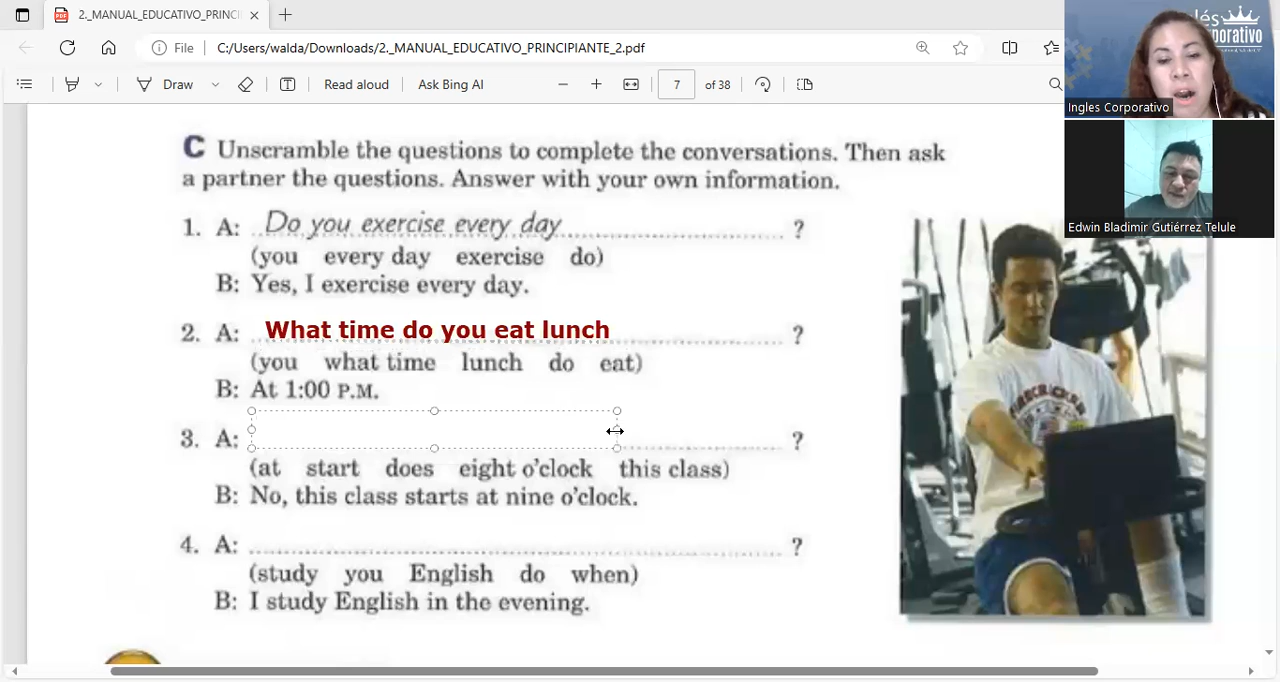 2._MANUAL_EDUCATIVO_PRINCI
File C:/Users/walda/Downloads/2._MANUAL_EDUCATIVO_PRINCIPIANTE_2.pdf
Draw Read aloud Ask Bing AI 7 of 38
Ingles Corporativo
Edwin Bladimir Gutiérrez Telule
C Unscramble the questions to complete the conversations. Then ask
a partner the questions. Answer with your own information.
1. A: Do you exercise every day ?
(you every day exercise do)
B: Yes, I exercise every day.
2. A: What time do you eat lunch ?
(you what time lunch do eat)
B: At 1:00 P.M.
3. A: ?
(at start does eight o'clock this class)
B: No, this class starts at nine o'clock.
4. A: ?
(study you English do when)
B: I study English in the evening.